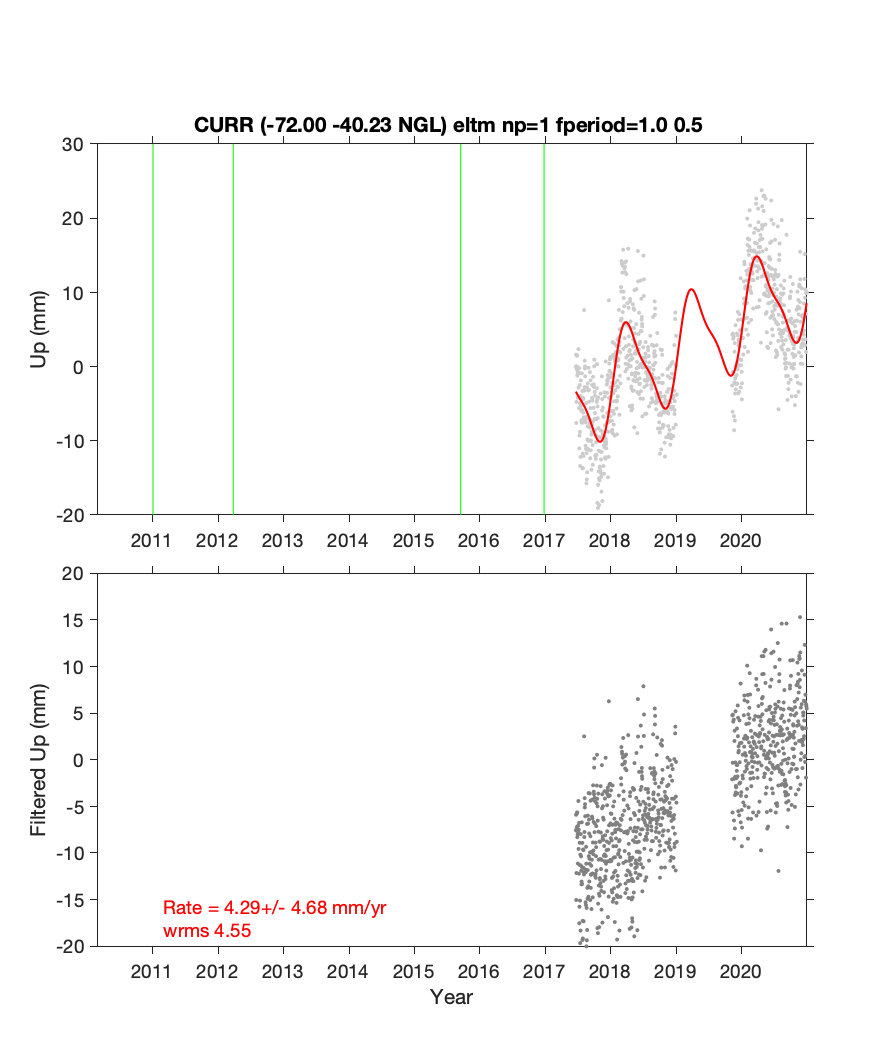 CURR (-72.00 -40.23 NGL) eltm np=1 fperiod=1.0 0.5
30
20
10
0
-10
-20
Up (mm)
2011 2012 2013 2014 2015 2016 2017 2018 2019 2020
20
15
10
5
0
-5
-10
-15
-20
Filtered Up (mm)
Rate = 4.29+/- 4.68 mm/yr
wrms 4.55
2011 2012 2013 2014 2015 2016 2017 2018 2019 2020
Year